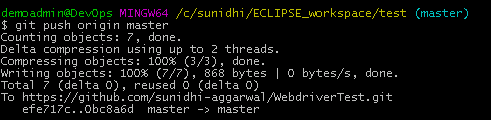 demoadmin@DevOps MINGW64 /c/sunidhi/ECLIPSE_workspace/test (master)
$ git push origin master
Counting objects: 7, done.
Delta compression using up to 2 threads.
Compressing objects: 100% (3/3), done.
Writing objects: 100% (7/7), 868 bytes | 0 bytes/s, done.
Total 7 (delta 0), reused 0 (delta 0)
To https://github.com/sunidhi-aggarwal/WebdriverTest.git
   efe717c..0bc8a6d  master -> master